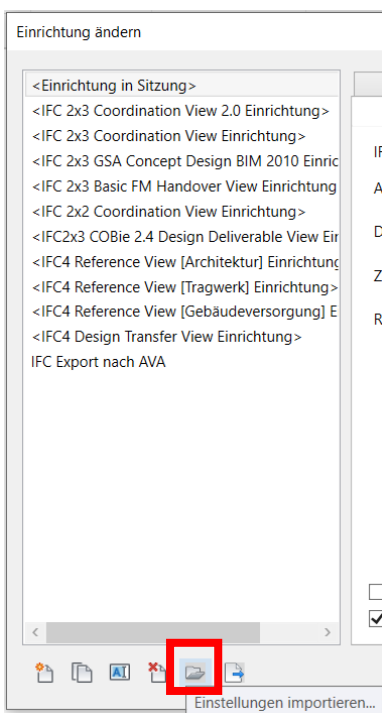 Einrichtung ändern
<Einrichtung in Sitzung>
<IFC 2x3 Coordination View 2.0 Einrichtung>
<IFC 2x3 Coordination View Einrichtung>
<IFC 2x3 GSA Concept Design BIM 2010 Einric
<IFC 2x3 Basic FM Handover View Einrichtung
<IFC 2x2 Coordination View Einrichtung>
<IFC2x3 COBie 2.4 Design Deliverable View Eir
<IFC4 Reference View [Architektur] Einrichtung
<IFC4 Reference View [Tragwerk] Einrichtung>
<IFC4 Reference View [Gebäudeversorgung] E
<IFC4 Design Transfer View Einrichtung>
IFC Export nach AVA
IF
A
D
Z
R
Einstellungen importieren...